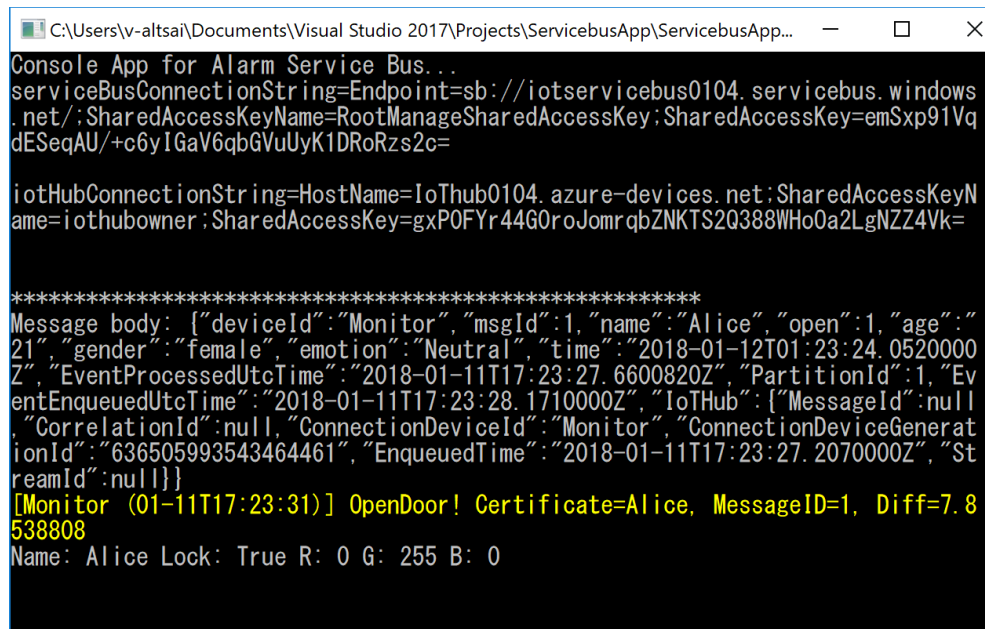 C:\Users\v-altsai\Documents\Visual Studio 2017\Projects\ServicebusApp\ServicebusApp...
Console App for Alarm Service Bus...
serviceBusConnectionString=Endpoint=sb://iotservicebus0104.servicebus.windows
.net/;SharedAccessKeyName=RootManageSharedAccessKey;SharedAccessKey=emSxp91Vq
dESeqAU/+c6yIGaV6qbGVuUyK1DRoRzs2c=
iotHubConnectionString=HostName=IoThub0104.azure-devices.net;SharedAccessKeyN
ame=iothubowner;SharedAccessKey=gxP0FYr44G0roJomrqbZNKTS2Q388WHoOa2LgNZZ4Vk=
*******************************************************
Message body: {"deviceId":"Monitor","msgId":1,"name":"Alice","open":1,"age":"
21","gender":"female","emotion":"Neutral","time":"2018-01-12T01:23:24.0520000
Z","EventProcessedUtcTime":"2018-01-11T17:23:27.6600820Z","PartitionId":1,"Ev
entEnqueuedUtcTime":"2018-01-11T17:23:28.1710000Z","IoTHub":{"MessageId":null
,"CorrelationId":null,"ConnectionDeviceId":"Monitor","ConnectionDeviceGenerat
ionId":"636505993543464461","EnqueuedTime":"2018-01-11T17:23:27.2070000Z","St
reamId":null}}
[Monitor (01-11T17:23:31)] OpenDoor! Certificate=Alice, MessageID=1, Diff=7.8
538808
Name: Alice Lock: True R: 0 G: 255 B: 0